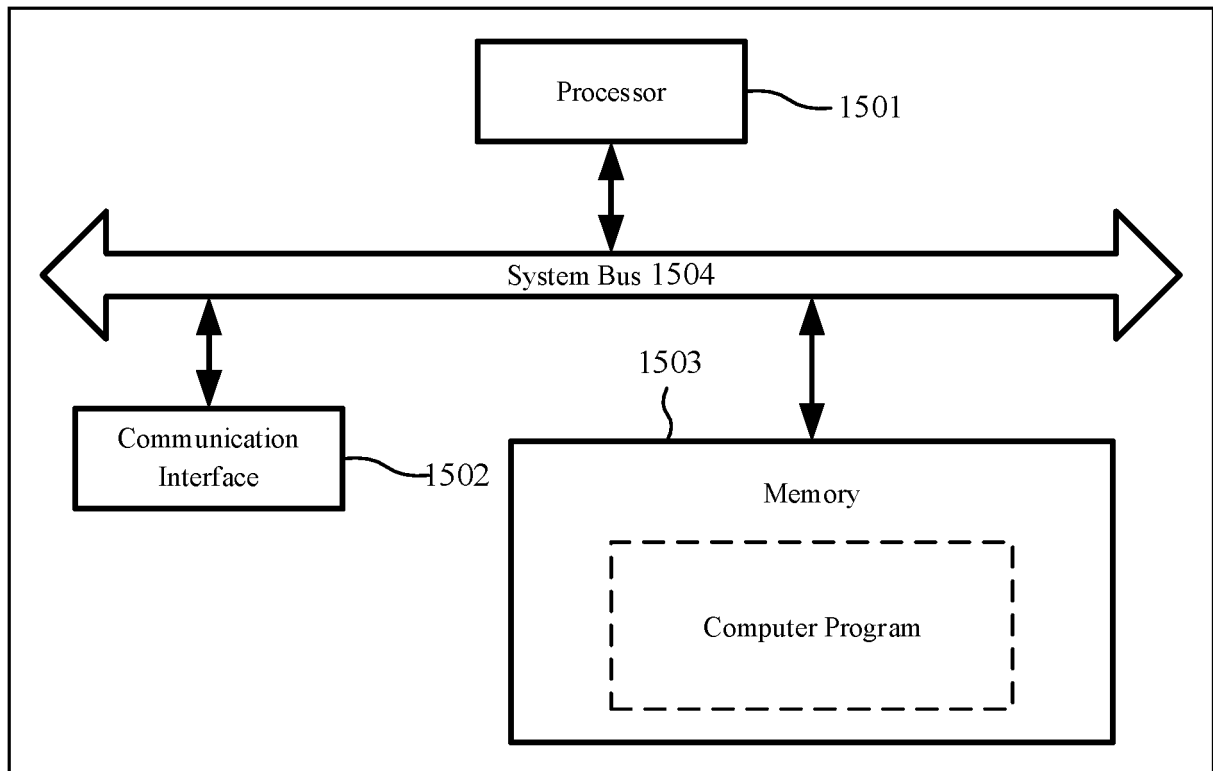 Processor
1501
System Bus 1504
1503
Communication
Interface
1502
Memory
Computer Program